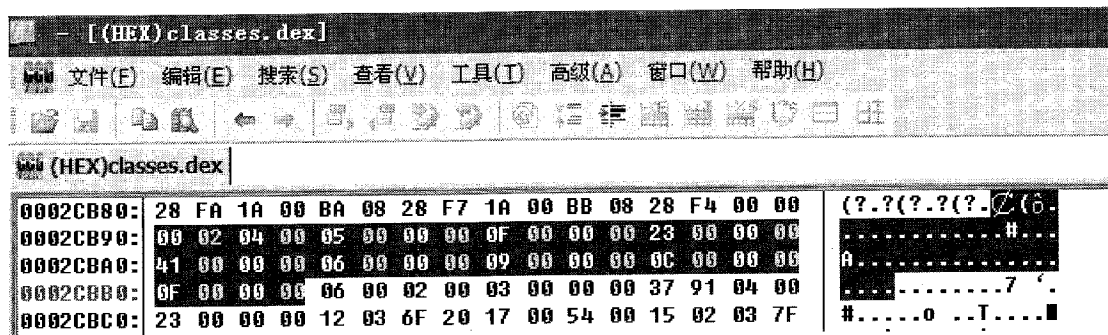 - [(HEX)classes.dex]
文件(F) 编辑(E) 搜索(S) 查看(V) 工具(T) 高级(A) 窗口(W) 帮助(H)
(HEX)classes.dex
0002CB80: 28 FA 1A 00 BA 08 28 F7 1A 00 BB 08 28 F4 00 00 (?.?(?.?(?.
0002CB90: 00 02 04 00 05 00 00 00 0F 00 00 00 23 00 00 00 .............#...
0002CBA0: 41 00 00 00 06 00 00 00 09 00 00 00 0C 00 00 00 A...............
0002CBB0: 0F 00 00 00 06 00 02 00 03 00 00 00 37 91 04 00 ............7 ‘.
0002CBC0: 23 00 00 00 12 03 6F 20 17 00 54 00 15 02 03 7F #.....o ..T....